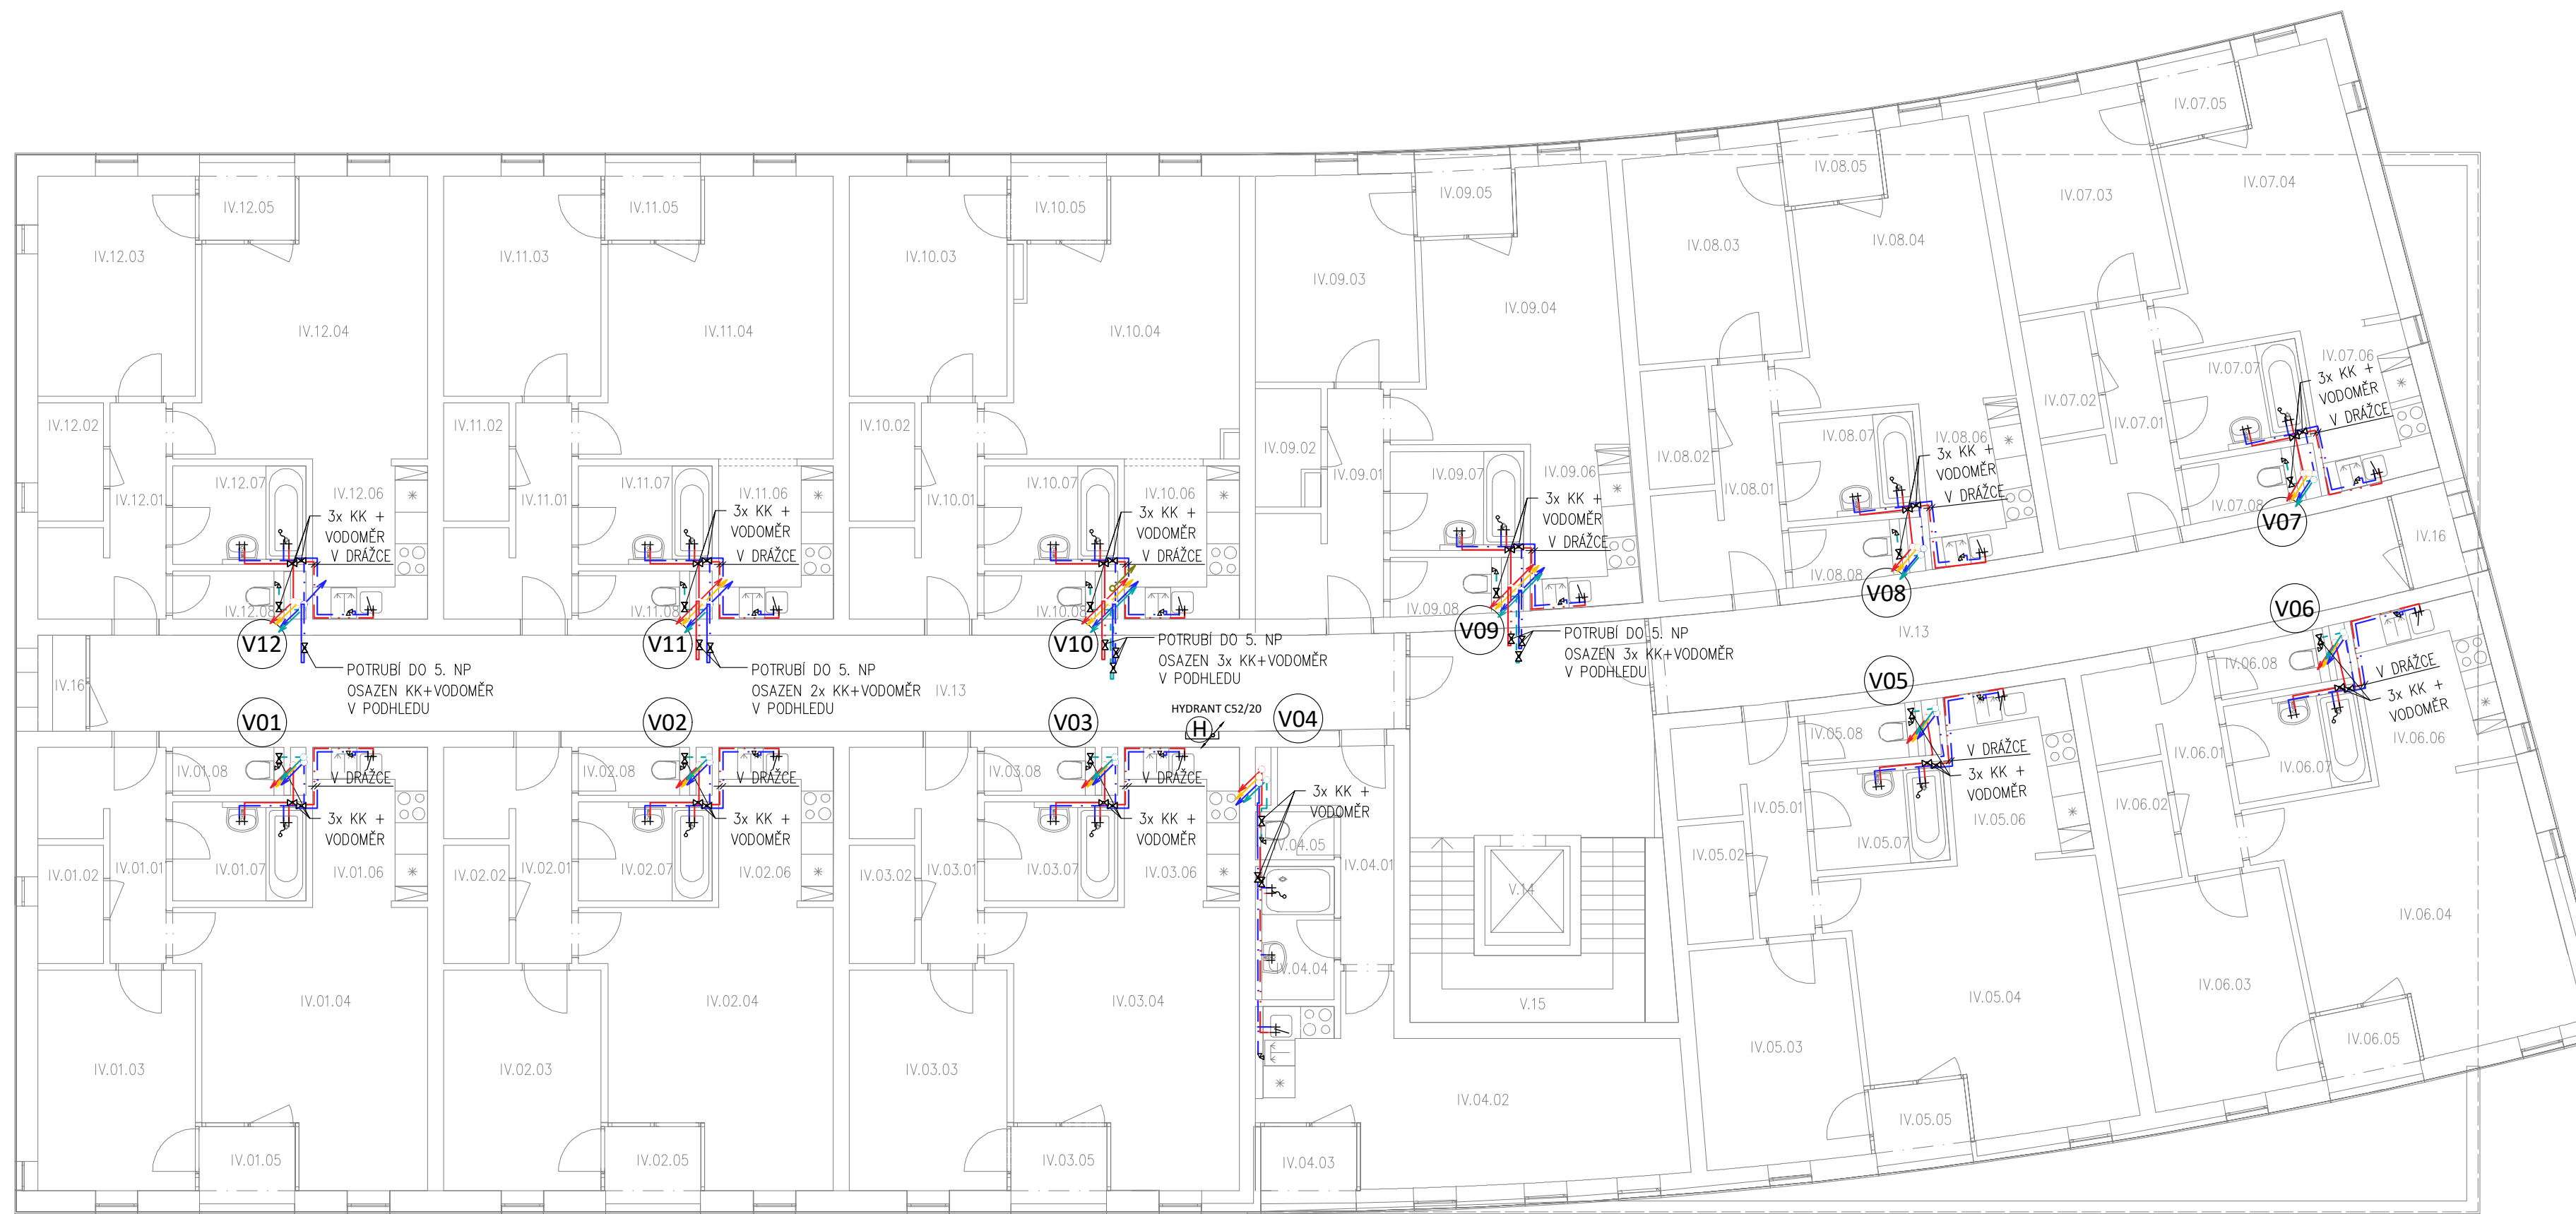 IV.07.05
IV.07.04
IV.07.03
IV.08.05
IV.08.04
IV.08.03
IV.09.05
IV.09.03
IV.09.04
IV.12.05
IV.11.05
IV.10.05
IV.12.03
IV.11.03
IV.10.03
IV.12.04
IV.11.04
IV.10.04
IV.12.02
IV.12.01
IV.12.07
IV.12.06
3x KK +
VODOMĚR
V DRÁŽCE
IV.12.08
V12
POTRUBÍ DO 5. NP
OSAZEN KK+VODOMĚR
V PODHLEDU
IV.11.02
IV.11.01
IV.11.07
IV.11.06
3x KK +
VODOMĚR
V DRÁŽCE
IV.11.08
V11
POTRUBÍ DO 5. NP
OSAZEN 2x KK+VODOMĚR
V PODHLEDU
IV.13
IV.10.02
IV.10.01
IV.10.07
IV.10.06
3x KK +
VODOMĚR
V DRÁŽCE
IV.10.08
V10
POTRUBÍ DO 5. NP
OSAZEN 3x KK+VODOMĚR
V PODHLEDU
IV.09.02
IV.09.01
IV.09.07
IV.09.06
3x KK +
VODOMĚR
V DRÁŽCE
IV.09.08
V09
POTRUBÍ DO 5. NP
OSAZEN 3x KK+VODOMĚR
V PODHLEDU
IV.08.02
IV.08.01
IV.08.07
IV.08.06
3x KK +
VODOMĚR
V DRÁŽCE
IV.08.08
V08
IV.07.02
IV.07.01
IV.07.07
IV.07.06
3x KK +
VODOMĚR
V DRÁŽCE
IV.07.08
V07
IV.16
IV.13
IV.16
V01
IV.01.08
V DRÁŽCE
3x KK +
VODOMĚR
IV.01.02
IV.01.01
IV.01.07
IV.01.06
IV.01.04
IV.01.03
IV.01.05
V02
IV.02.08
V DRÁŽCE
3x KK +
VODOMĚR
IV.02.02
IV.02.01
IV.02.07
IV.02.06
IV.02.04
IV.02.03
IV.02.05
V03
IV.03.08
V DRÁŽCE
3x KK +
VODOMĚR
IV.03.02
IV.03.01
IV.03.07
IV.03.06
IV.03.04
IV.03.03
IV.03.05
HYDRANT C52/20
H
V04
3x KK +
VODOMĚR
IV.04.05
IV.04.01
IV.04.04
IV.04.02
IV.04.03
V.14
V.15
V05
IV.05.08
V DRÁŽCE
3x KK +
VODOMĚR
IV.05.01
IV.05.02
IV.05.07
IV.05.06
IV.05.04
IV.05.03
IV.05.05
V06
IV.06.08
V DRÁŽCE
3x KK +
VODOMĚR
IV.06.01
IV.06.02
IV.06.07
IV.06.06
IV.06.04
IV.06.03
IV.06.05